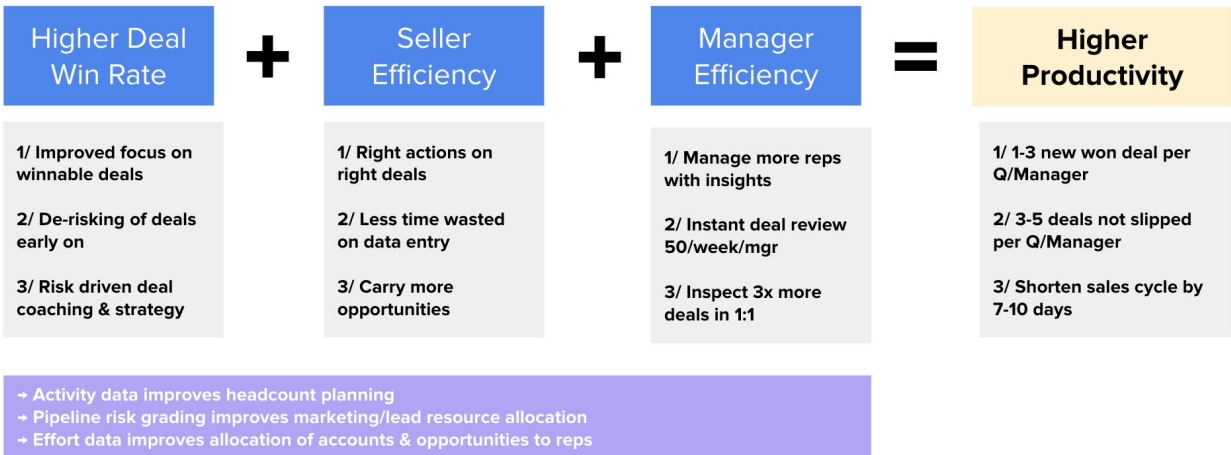 Higher Deal
Win Rate
+
Seller
Efficiency
+
Manager
Efficiency
=
Higher
Productivity
1/ Improved focus on
winnable deals
2/ De-risking of deals
early on
3/ Risk driven deal
coaching & strategy
1/ Right actions on
right deals
2/ Less time wasted
on data entry
3/ Carry more
opportunities
1/ Manage more reps
with insights
2/ Instant deal review
50/week/mgr
3/ Inspect 3x more
deals in 1:1
1/ 1-3 new won deal per
Q/Manager
2/ 3-5 deals not slipped
per Q/Manager
3/ Shorten sales cycle by
7-10 days
→ Activity data improves headcount planning
→ Pipeline risk grading improves marketing/lead resource allocation
→ Effort data improves allocation of accounts & opportunities to reps